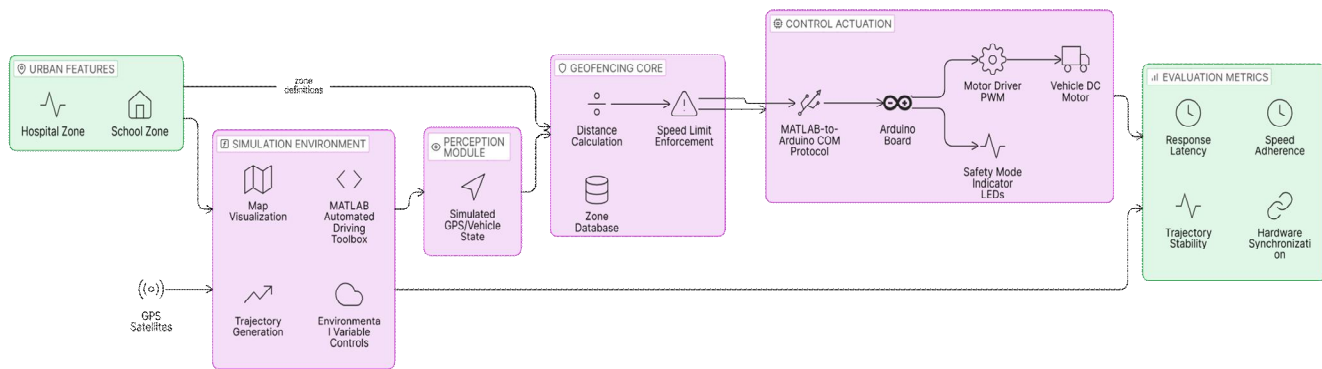 URBAN FEATURES
Hospital Zone
School Zone
zone
definitions
SIMULATION ENVIRONMENT
Map
Visualization
MATLAB
Automated
Driving
Toolbox
Trajectory
Generation
Environmenta
l Variable
Controls
GPS
Satellites
PERCEPTION
MODULE
Simulated
GPS/Vehicle
State
GEOFENCING CORE
Distance
Calculation
Speed Limit
Enforcement
Zone
Database
CONTROL ACTUATION
MATLAB-to-
Arduino COM
Protocol
Arduino
Board
Motor Driver
PWM
Vehicle DC
Motor
Safety Mode
Indicator
LEDs
EVALUATION METRICS
Response
Latency
Speed
Adherence
Trajectory
Stability
Hardware
Synchronizati
on